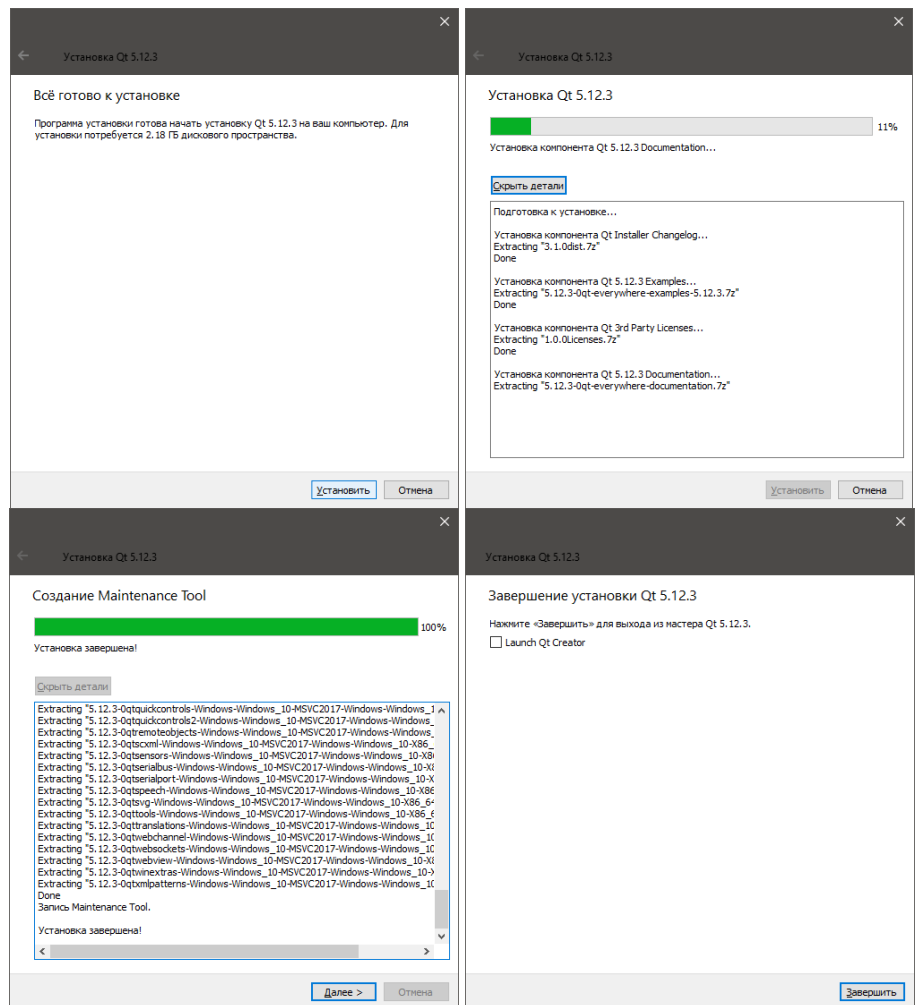 Установка Qt 5.12.3
Всё готово к установке
Программа установки готова начать установку Qt 5.12.3 на ваш компьютер. Для
установки потребуется 2.18 ГБ дискового пространства.
Установить
Отмена
Установка Qt 5.12.3
Установка Qt 5.12.3
11%
Установка компонента Qt 5.12.3 Documentation...
Скрыть детали
Подготовка к установке...
Установка компонента Qt Installer Changelog...
Extracting "3.1.0dist.7z"
Done
Установка компонента Qt 5.12.3 Examples...
Extracting "5.12.3-0qt-everywhere-examples-5.12.3.7z"
Done
Установка компонента Qt 3rd Party Licenses...
Extracting "1.0.0Licenses.7z"
Done
Установка компонента Qt 5.12.3 Documentation...
Extracting "5.12.3-0qt-everywhere-documentation.7z"
Установить
Отмена
Установка Qt 5.12.3
Создание Maintenance Tool
100%
Установка завершена!
Скрыть детали
Extracting "5.12.3-0qtquickcontrols-Windows-Windows_10-MSVC2017-Windows-Windows_1
Extracting "5.12.3-0qtquickcontrols2-Windows-Windows_10-MSVC2017-Windows-Windows_
Extracting "5.12.3-0qtremoteobjects-Windows-Windows_10-MSVC2017-Windows-Windows_
Extracting "5.12.3-0qtscxml-Windows-Windows_10-MSVC2017-Windows-Windows_10-X86_
Extracting "5.12.3-0qtsensors-Windows-Windows_10-MSVC2017-Windows-Windows_10-X8
Extracting "5.12.3-0qtserialbus-Windows-Windows_10-MSVC2017-Windows-Windows_10-X8
Extracting "5.12.3-0qtserialport-Windows-Windows_10-MSVC2017-Windows-Windows_10-X
Extracting "5.12.3-0qtspeech-Windows-Windows_10-MSVC2017-Windows-Windows_10-X86
Extracting "5.12.3-0qtsvg-Windows-Windows_10-MSVC2017-Windows-Windows_10-X86_64
Extracting "5.12.3-0qttools-Windows-Windows_10-MSVC2017-Windows-Windows_10-X86_6
Extracting "5.12.3-0qttranslations-Windows-Windows_10-MSVC2017-Windows-Windows_10
Extracting "5.12.3-0qtwebchannel-Windows-Windows_10-MSVC2017-Windows-Windows_10
Extracting "5.12.3-0qtwebsockets-Windows-Windows_10-MSVC2017-Windows-Windows_10
Extracting "5.12.3-0qtwebview-Windows-Windows_10-MSVC2017-Windows-Windows_10-X8
Extracting "5.12.3-0qtwinextras-Windows-Windows_10-MSVC2017-Windows-Windows_10-X
Extracting "5.12.3-0qtxmlpatterns-Windows-Windows_10-MSVC2017-Windows-Windows_10
Done
Запись Maintenance Tool.
Установка завершена!
Далее >
Отмена
Установка Qt 5.12.3
Завершение установки Qt 5.12.3
Нажмите «Завершить» для выхода из мастера Qt 5.12.3.
Launch Qt Creator
Завершить